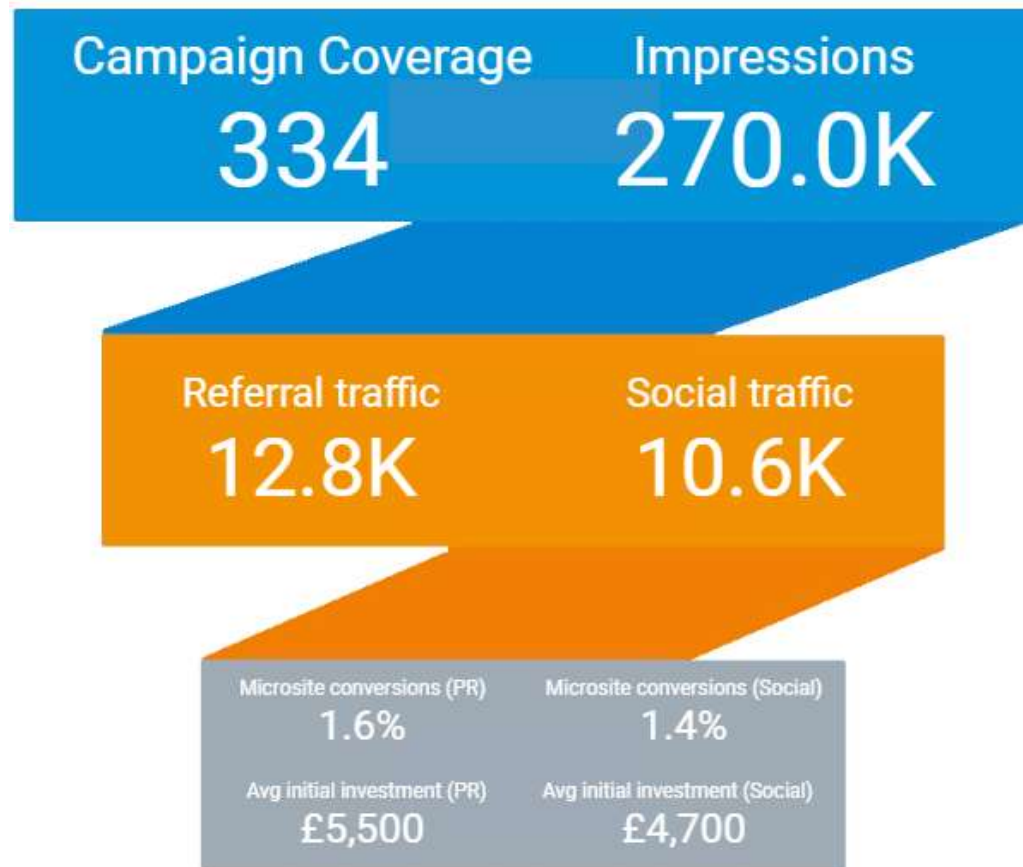 Campaign Coverage Impressions
334 270.0K
Referral traffic Social traffic
12.8K 10.6K
Microsite conversions (PR) Microsite conversions (Social)
1.6% 1.4%
Avg initial investment (PR) Avg initial investment (Social)
£5,500 £4,700